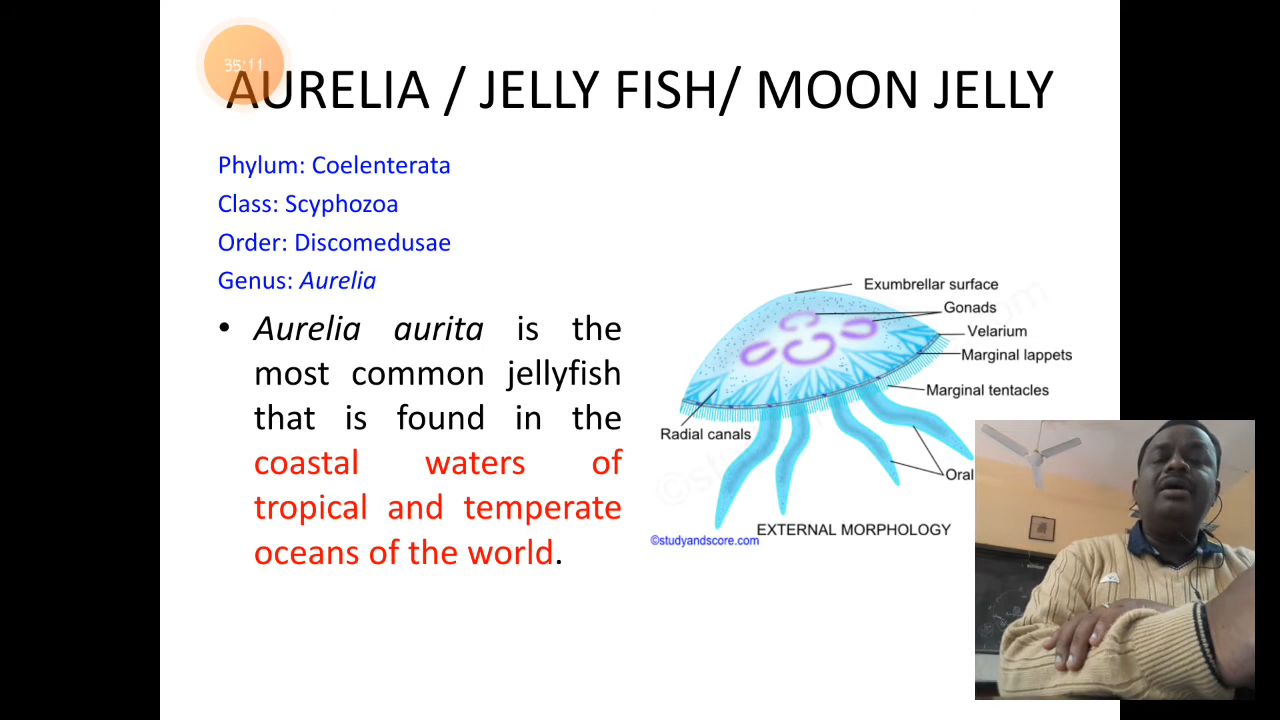 35:11
AURELIA / JELLY FISH/ MOON JELLY
Phylum: Coelenterata
Class: Scyphozoa
Order: Discomedusae
Genus: Aurelia
• Aurelia aurita is the
most common jellyfish
that is found in the
coastal waters of
tropical and temperate
oceans of the world.
Exumbrellar surface
Gonads
Velarium
Marginal lappets
Marginal tentacles
Radial canals
Oral
EXTERNAL MORPHOLOGY
©studyandscore.com